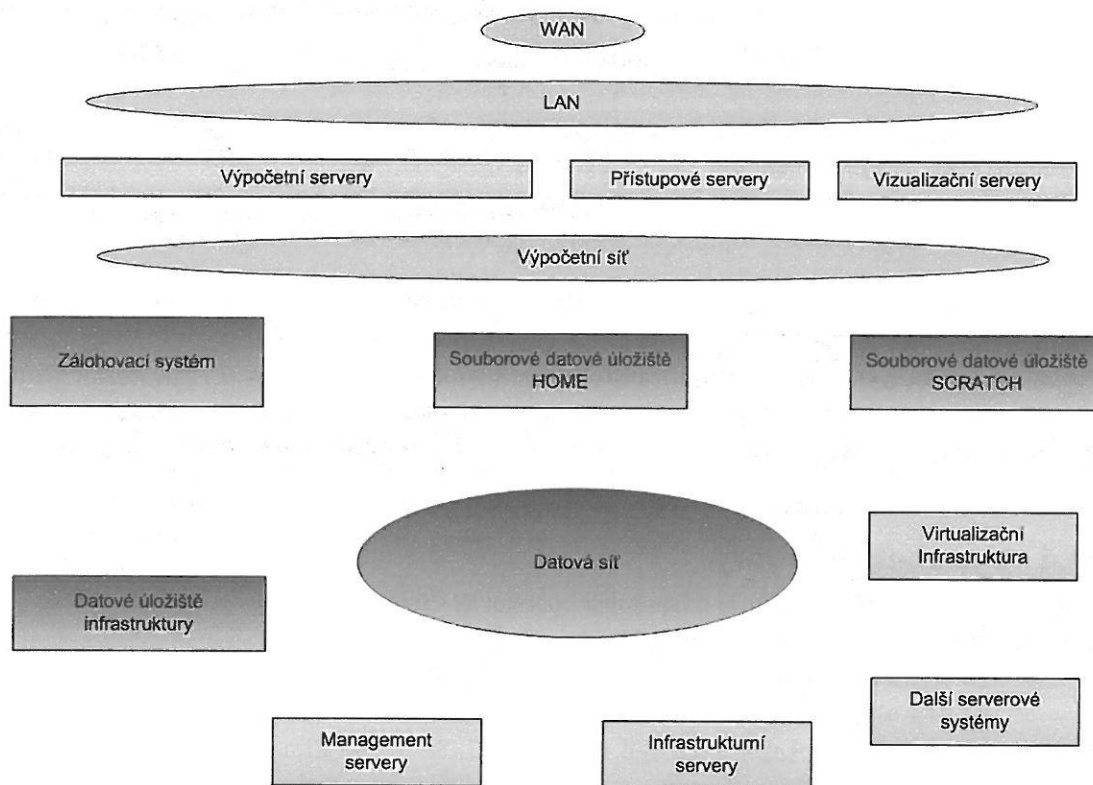 WAN
LAN
Výpočetní servery
Přístupové servery
Vizualizační servery
Výpočetní síť
Zálohovací systém
Souborové datové úložiště
HOME
Souborové datové úložiště
SCRATCH
Datová síť
Virtualizační
Infrastruktura
Datové úložiště
infrastruktury
Další serverové
systémy
Management
servery
Infrastrukturní
servery